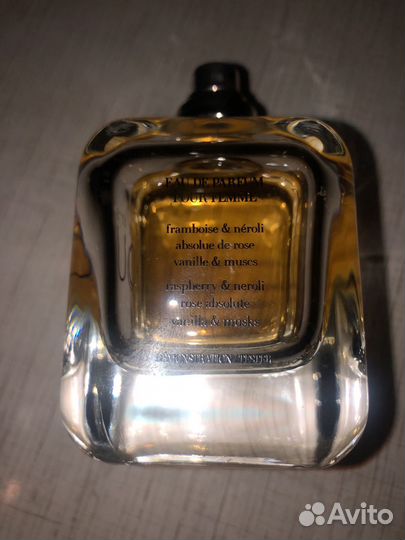 EAU DE PARFUM
POUR FEMME
framboise & néroli
absolue de rose
vanille & muscs
raspberry & neroli
rose absolute
vanilla & musks
DEMONSTRATION / TESTER
Avito